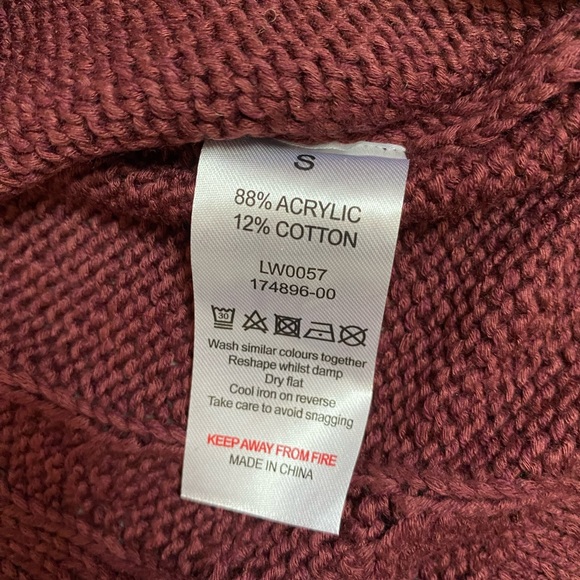 S
88% ACRYLIC
12% COTTON
LW0057
174896-00
30
Wash similar colours together
Reshape whilst damp
Dry flat
Cool iron on reverse
Take care to avoid snagging
KEEP AWAY FROM FIRE
MADE IN CHINA